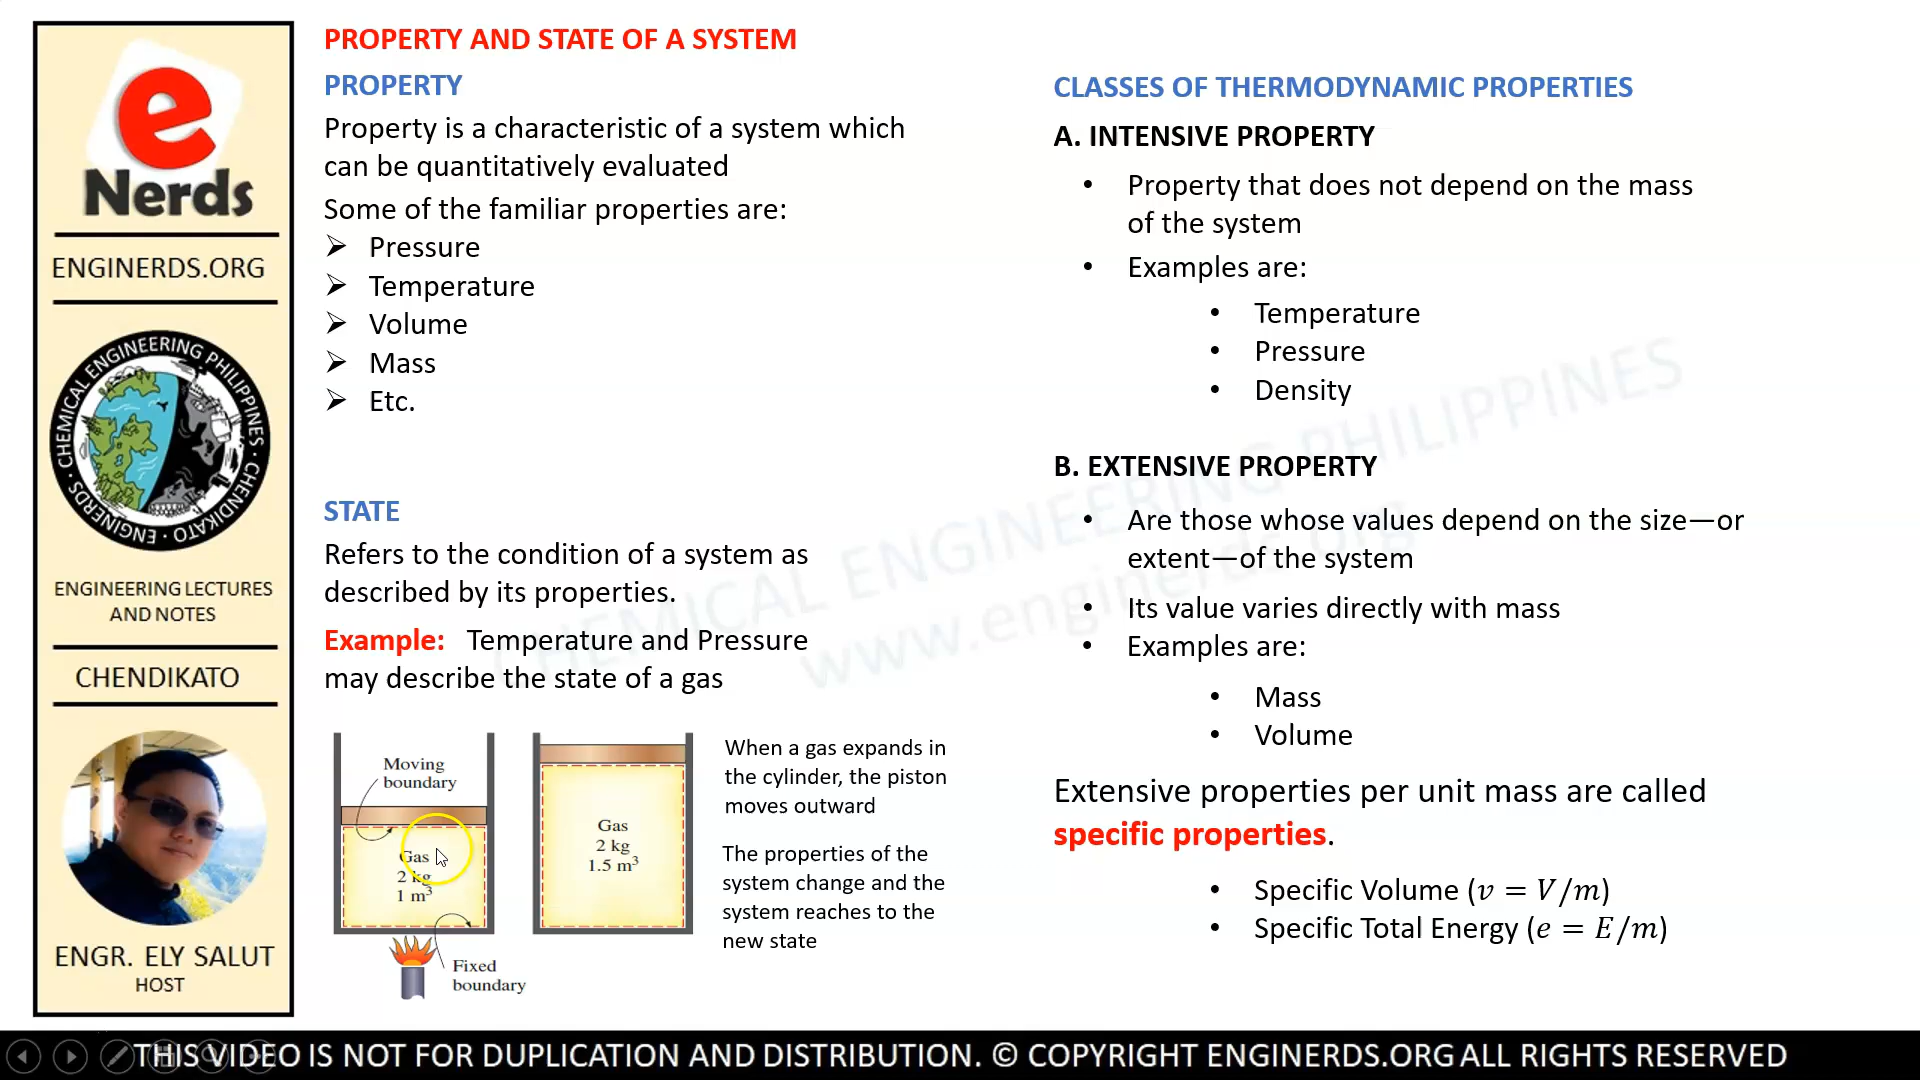 e
Nerds
ENGINERDS.ORG
CHEMICAL ENGINEERING PHILIPPINES · CHENDIKATO · ENGINERDS ·
ENGINEERING LECTURES
AND NOTES
CHENDIKATO
ENGR. ELY SALUT
HOST
PROPERTY AND STATE OF A SYSTEM
PROPERTY
Property is a characteristic of a system which
can be quantitatively evaluated
Some of the familiar properties are:
➢ Pressure
➢ Temperature
➢ Volume
➢ Mass
➢ Etc.
STATE
Refers to the condition of a system as
described by its properties.
Example: Temperature and Pressure
may describe the state of a gas
Moving
boundary
Gas
2 kg
1 m³
Fixed
boundary
Gas
2 kg
1.5 m³
When a gas expands in
the cylinder, the piston
moves outward
The properties of the
system change and the
system reaches to the
new state
CLASSES OF THERMODYNAMIC PROPERTIES
A. INTENSIVE PROPERTY
• Property that does not depend on the mass
of the system
• Examples are:
• Temperature
• Pressure
• Density
B. EXTENSIVE PROPERTY
• Are those whose values depend on the size—or
extent—of the system
• Its value varies directly with mass
• Examples are:
• Mass
• Volume
Extensive properties per unit mass are called
specific properties.
• Specific Volume (v = V/m)
• Specific Total Energy (e = E/m)
CHEMICAL ENGINEERING PHILIPPINES
www.enginerds.org
THIS VIDEO IS NOT FOR DUPLICATION AND DISTRIBUTION. © COPYRIGHT ENGINERDS.ORG ALL RIGHTS RESERVED